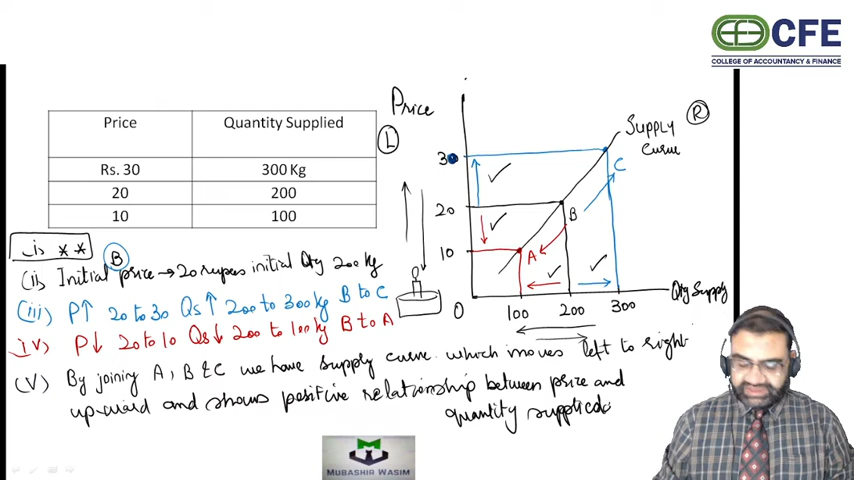 CFE
COLLEGE OF ACCOUNTANCY & FINANCE
Price Quantity Supplied
Rs. 30 300 Kg
20 200
10 100
Price
L
R
Supply
Curve
30
20
10
0
100 200 300
Qty Supply
A
B
C
B
(ii) Initial price → 20 rupees initial Qty 200 kg
(iii) P↑ 20 to 30 Qs↑ 200 to 300 kg B to C
(iv) P↓ 20 to 10 Qs↓ 200 to 100 kg B to A
(v) By joining A, B & C we have supply curve which moves left to right
upward and shows positive relationship between price and
quantity supplied
MUBASHIR WASIM